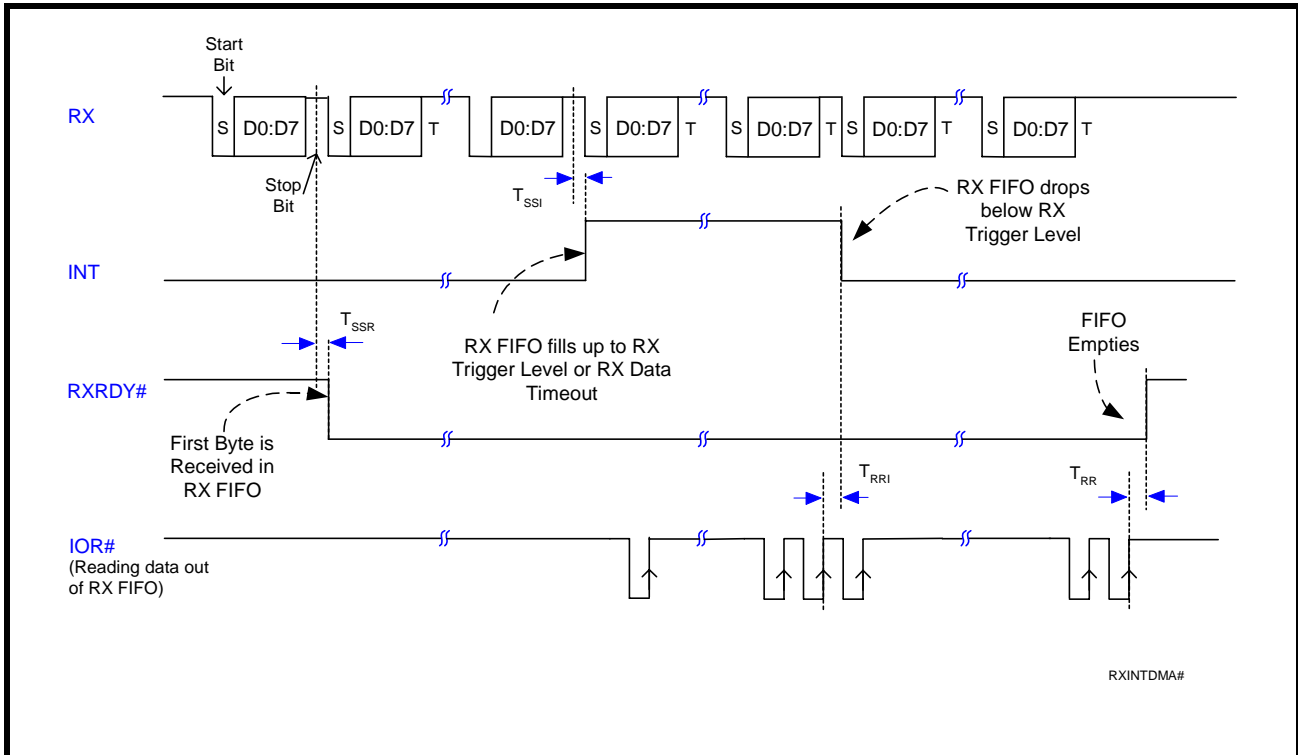 Start
Bit
RX
S D0:D7 S D0:D7 T D0:D7 S D0:D7 T S D0:D7 T S D0:D7 T S D0:D7 T
Stop
Bit
TSSI
RX FIFO drops
below RX
Trigger Level
INT
TSSR
RX FIFO fills up to RX
Trigger Level or RX Data
Timeout
FIFO
Empties
RXRDY#
First Byte is
Received in
RX FIFO
TRRI
TRR
IOR#
(Reading data out
of RX FIFO)
RXINTDMA#